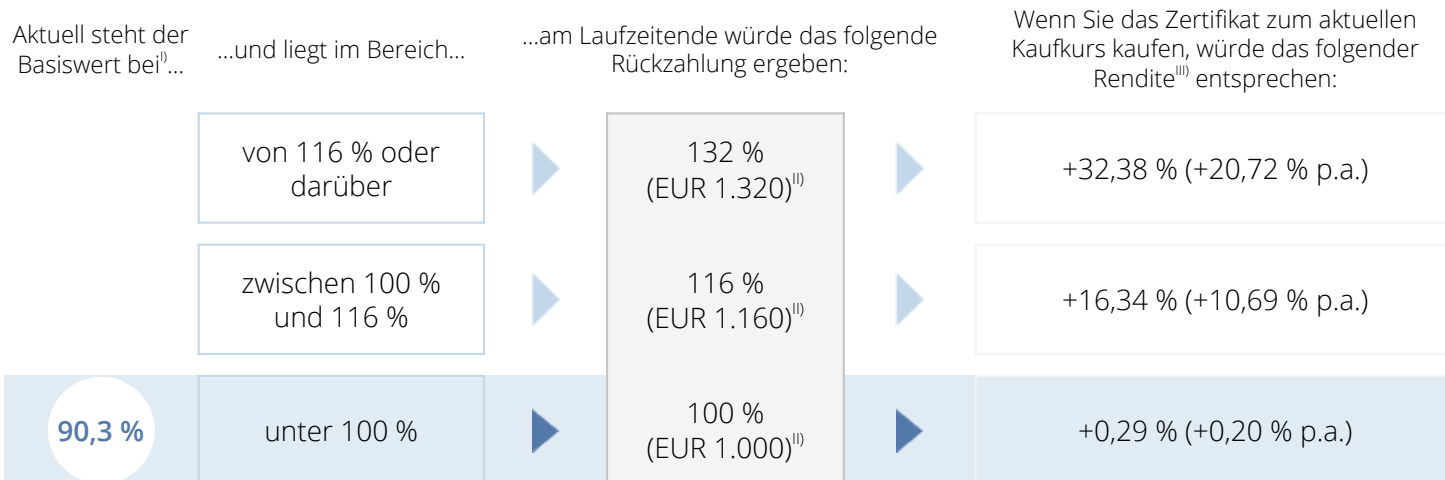 Aktuell steht der
Basiswert bei I)...
...und liegt im Bereich...
...am Laufzeitende würde das folgende
Rückzahlung ergeben:
Wenn Sie das Zertifikat zum aktuellen
Kaufkurs kaufen, würde das folgender
Rendite III) entsprechen:
von 116 % oder
darüber
132 %
(EUR 1.320) II)
+32,38 % (+20,72 % p.a.)
zwischen 100 %
und 116 %
116 %
(EUR 1.160) II)
+16,34 % (+10,69 % p.a.)
90,3 %
unter 100 %
100 %
(EUR 1.000) II)
+0,29 % (+0,20 % p.a.)